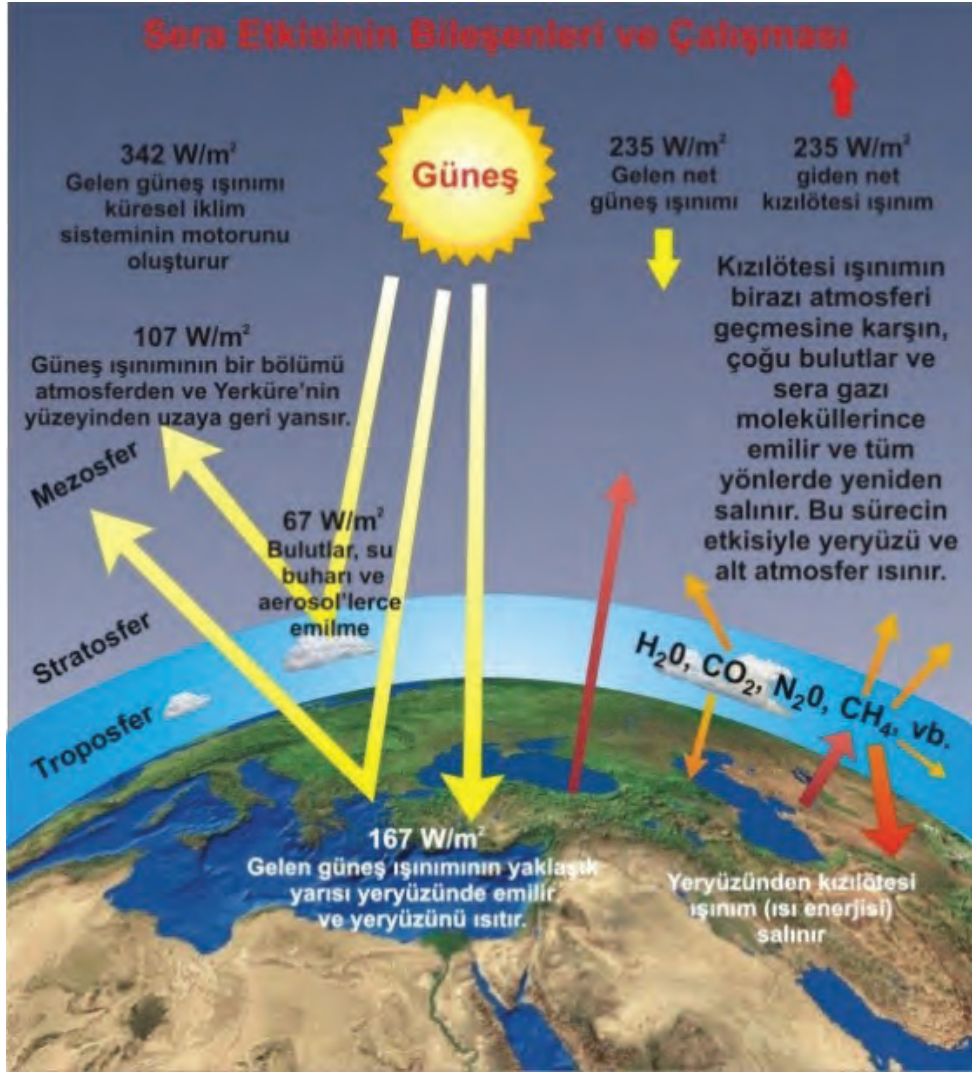 Sera Etkisinin Bileşenleri ve Çalışması
Güneş
342 W/m²
Gelen güneş ışınımı
küresel iklim
sisteminin motorunu
oluşturur
235 W/m²
Gelen net
güneş ışınımı
235 W/m²
giden net
kızılötesi ışınım
107 W/m²
Güneş ışınımının bir bölümü
atmosferden ve Yerküre'nin
yüzeyinden uzaya geri yansır.
Kızılötesi ışınımın
birazı atmosferi
geçmesine karşın,
çoğu bulutlar ve
sera gazı
moleküllerince
emilir ve tüm
yönlerde yeniden
salınır. Bu sürecin
etkisiyle yeryüzü ve
alt atmosfer ısınır.
Mezosfer
67 W/m²
Bulutlar, su
buharı ve
aerosol'lerce
emilme
Stratosfer
Troposfer
H₂0, CO₂, N₂0, CH₄, vb.
167 W/m²
Gelen güneş ışınımının yaklaşık
yarısı yeryüzünde emilir
ve yeryüzünü ısıtır.
Yeryüzünden kızılötesi
ışınım (ısı enerjisi)
salınır